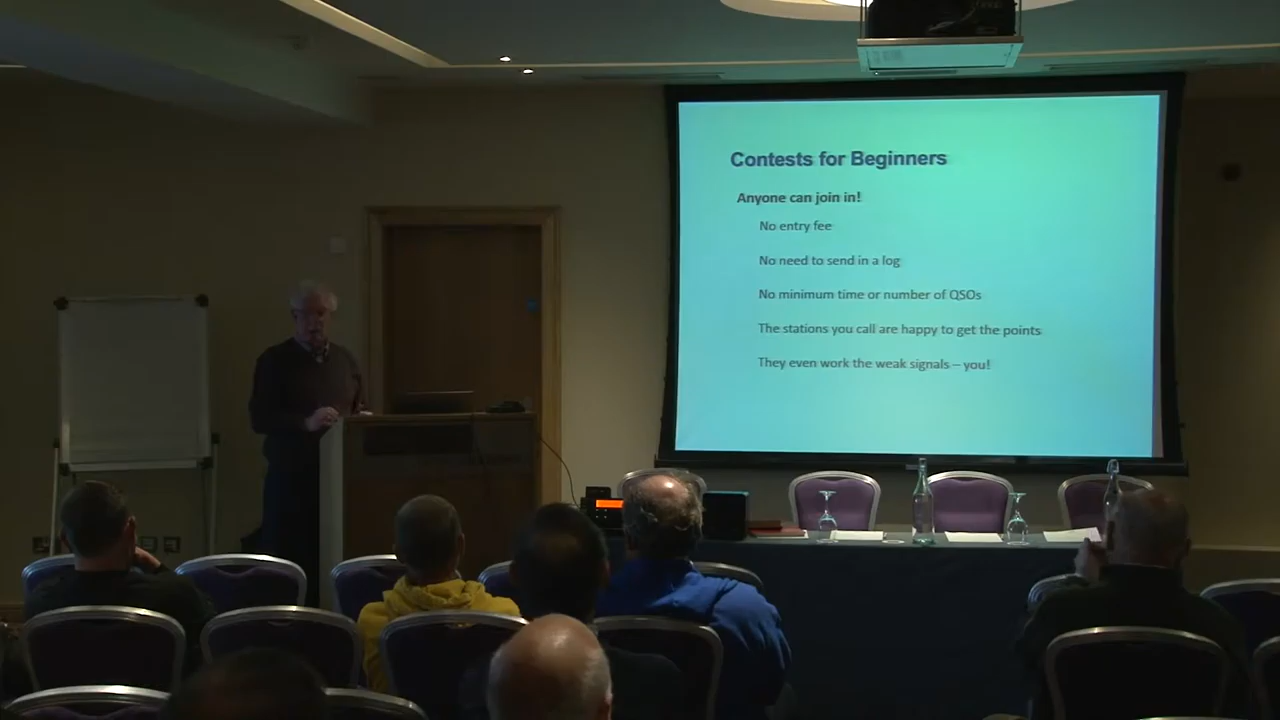 Contests for Beginners
Anyone can join in!
No entry fee
No need to send in a log
No minimum time or number of QSOs
The stations you call are happy to get the points
They even work the weak signals – you!